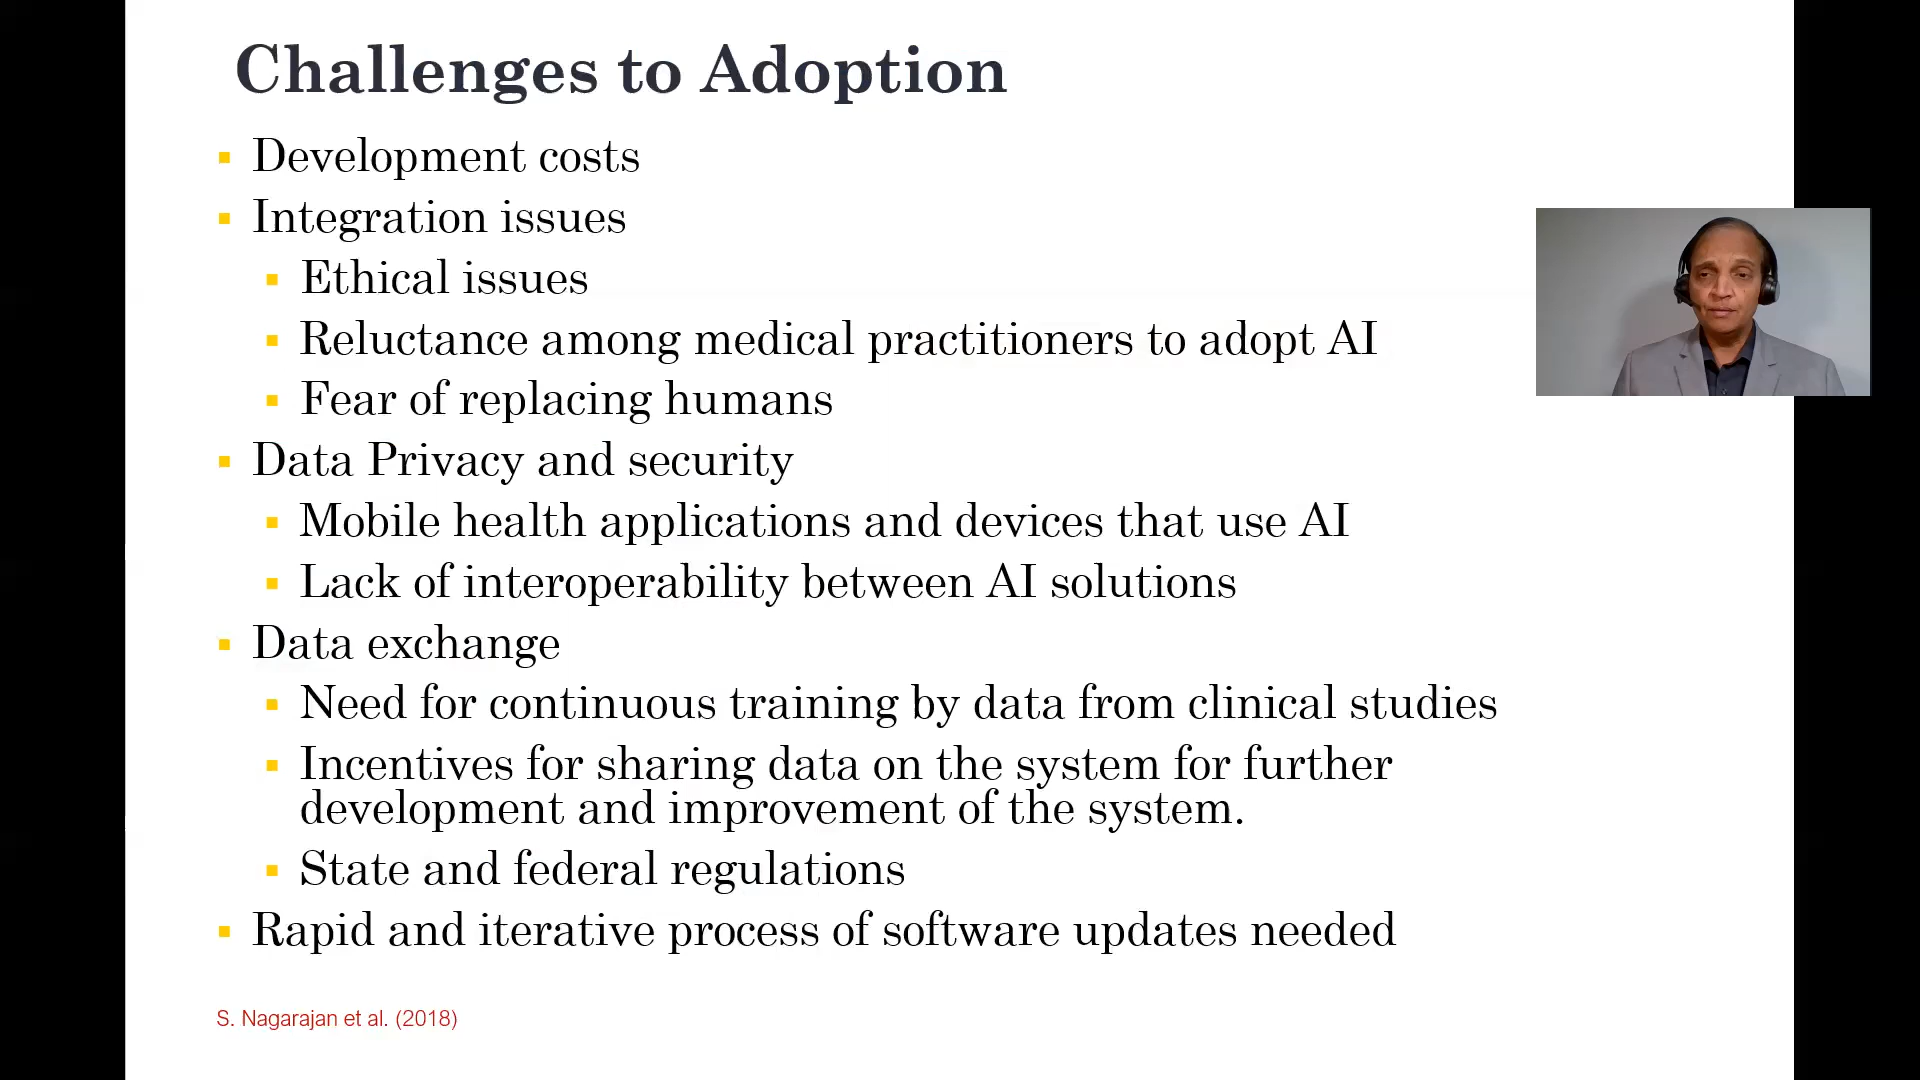 Challenges to Adoption
Development costs
Integration issues
Ethical issues
Reluctance among medical practitioners to adopt AI
Fear of replacing humans
Data Privacy and security
Mobile health applications and devices that use AI
Lack of interoperability between AI solutions
Data exchange
Need for continuous training by data from clinical studies
Incentives for sharing data on the system for further
development and improvement of the system.
State and federal regulations
Rapid and iterative process of software updates needed
S. Nagarajan et al. (2018)